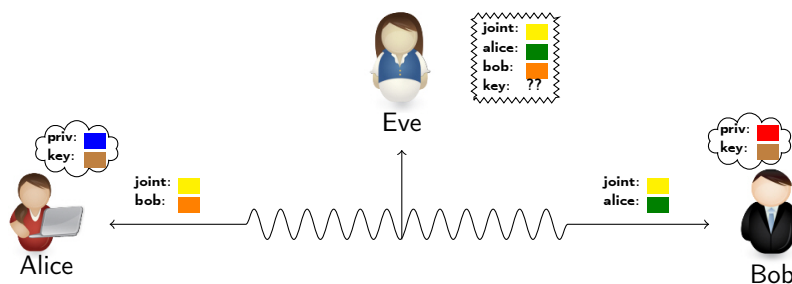 joint:
alice:
bob:
key: ??
Eve
priv:
key:
priv:
key:
joint:
bob:
joint:
alice:
Alice
Bob